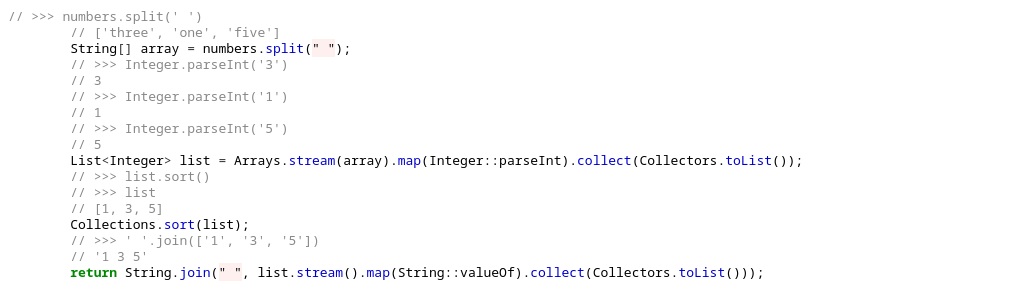 // >>> numbers.split(' ')
// ['three', 'one', 'five']
String[] array = numbers.split(" ");
// >>> Integer.parseInt('3')
// 3
// >>> Integer.parseInt('1')
// 1
// >>> Integer.parseInt('5')
// 5
List<Integer> list = Arrays.stream(array).map(Integer::parseInt).collect(Collectors.toList());
// >>> list.sort()
// >>> list
// [1, 3, 5]
Collections.sort(list);
// >>> ' '.join(['1', '3', '5'])
// '1 3 5'
return String.join(" ", list.stream().map(String::valueOf).collect(Collectors.toList()));